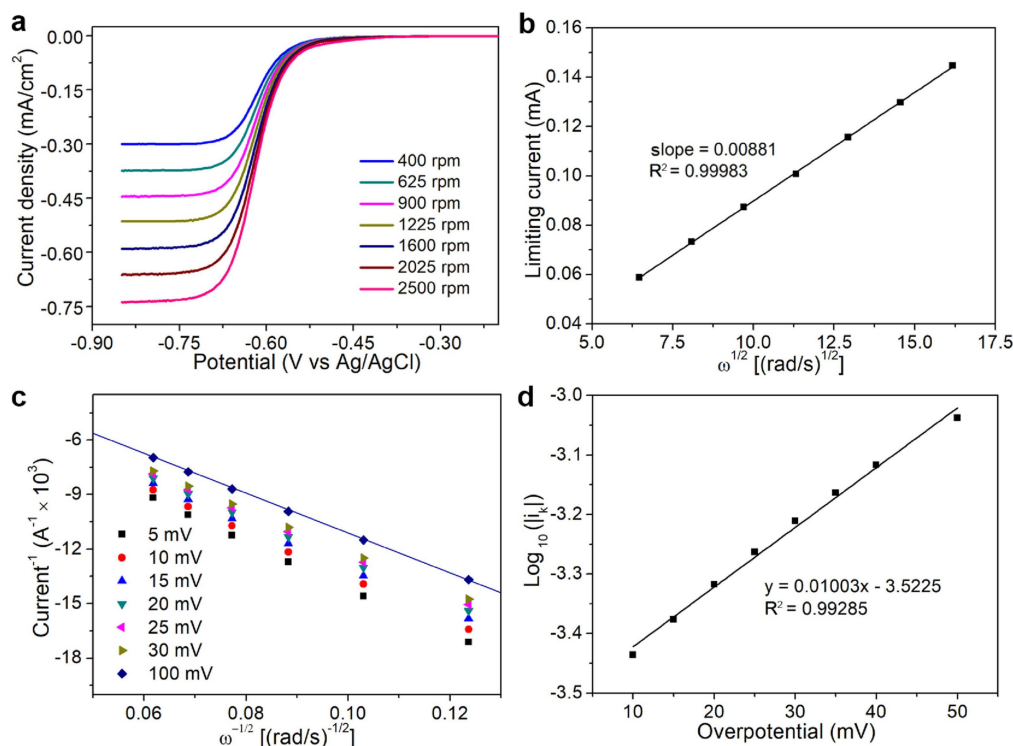 a
0.00
-0.15
-0.30
-0.45
-0.60
-0.75
Current density (mA/cm²)
400 rpm
625 rpm
900 rpm
1225 rpm
1600 rpm
2025 rpm
2500 rpm
-0.90 -0.75 -0.60 -0.45 -0.30
Potential (V vs Ag/AgCl)
b
0.16
0.14
0.12
0.10
0.08
0.06
0.04
Limiting current (mA)
slope = 0.00881
R² = 0.99983
5.0 7.5 10.0 12.5 15.0 17.5
ω^1/2 [(rad/s)^1/2]
c
-6
-9
-12
-15
-18
Current^-1 (A^-1 × 10^3)
5 mV
10 mV
15 mV
20 mV
25 mV
30 mV
100 mV
0.06 0.08 0.10 0.12
ω^-1/2 [(rad/s)^-1/2]
d
-3.0
-3.1
-3.2
-3.3
-3.4
-3.5
Log₁₀ (|iₖ|)
y = 0.01003x - 3.5225
R² = 0.99285
10 15 20 25 30 35 40 45 50
Overpotential (mV)